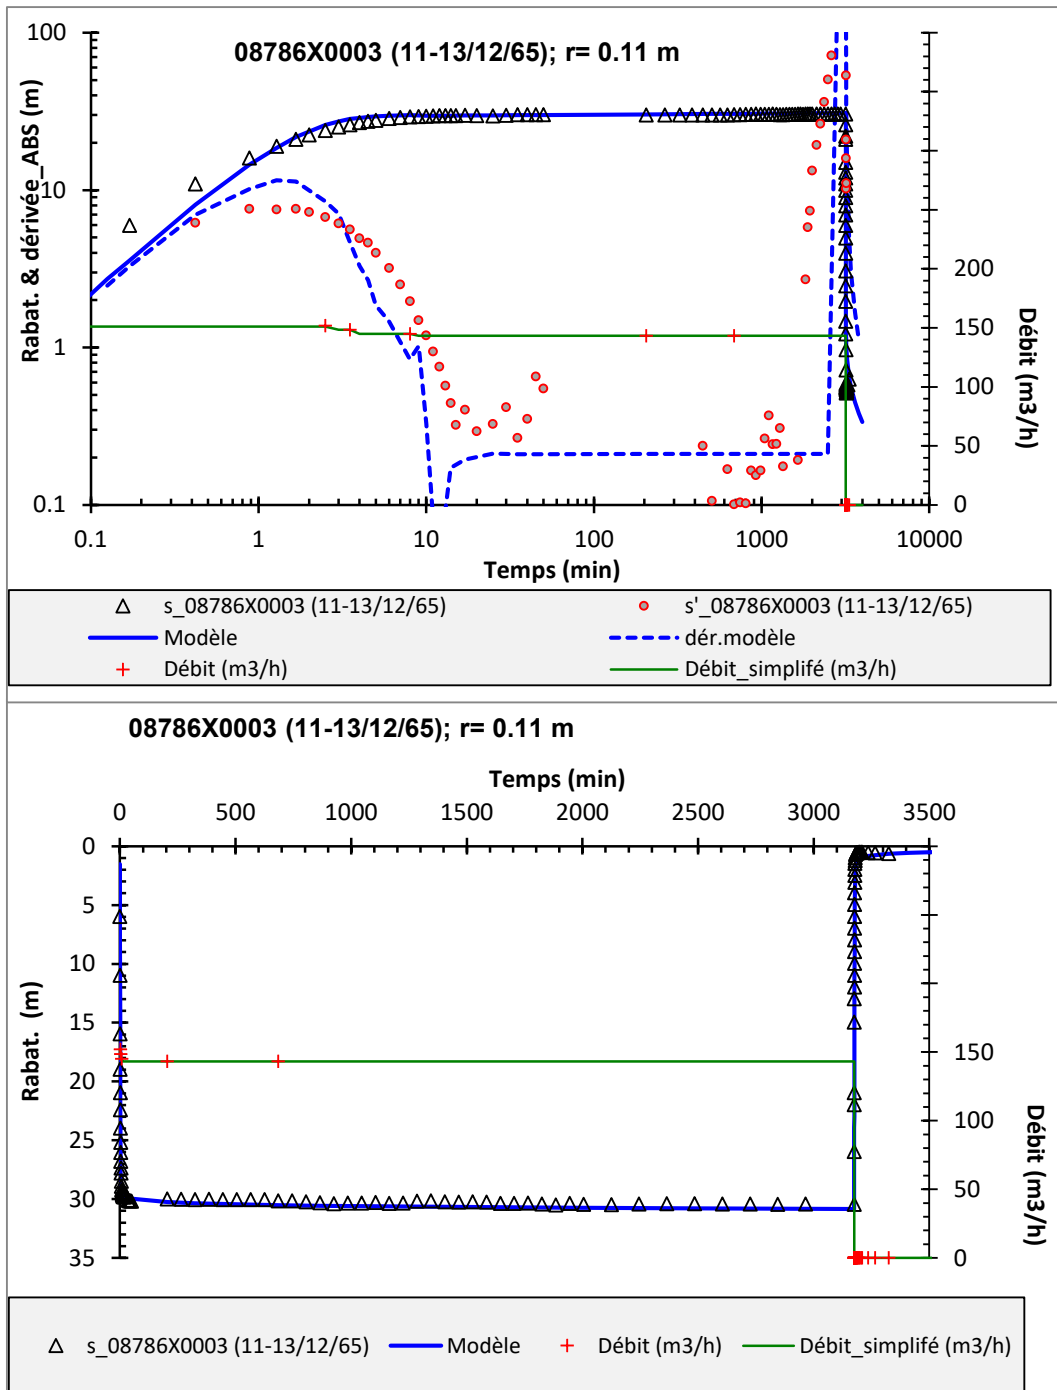 08786X0003 (11-13/12/65); r= 0.11 m
Rabat. & dérivée_ABS (m)
100
10
1
0.1
0.1 1 10 100 1000 10000
Temps (min)
200
150
100
50
0
Débit (m3/h)
s_08786X0003 (11-13/12/65) s'_08786X0003 (11-13/12/65)
Modèle dér.modèle
Débit (m3/h) Débit_simplifé (m3/h)
08786X0003 (11-13/12/65); r= 0.11 m
Temps (min)
0 500 1000 1500 2000 2500 3000 3500
Rabat. (m)
0
5
10
15
20
25
30
35
150
100
50
0
Débit (m3/h)
s_08786X0003 (11-13/12/65) Modèle Débit (m3/h) Débit_simplifé (m3/h)